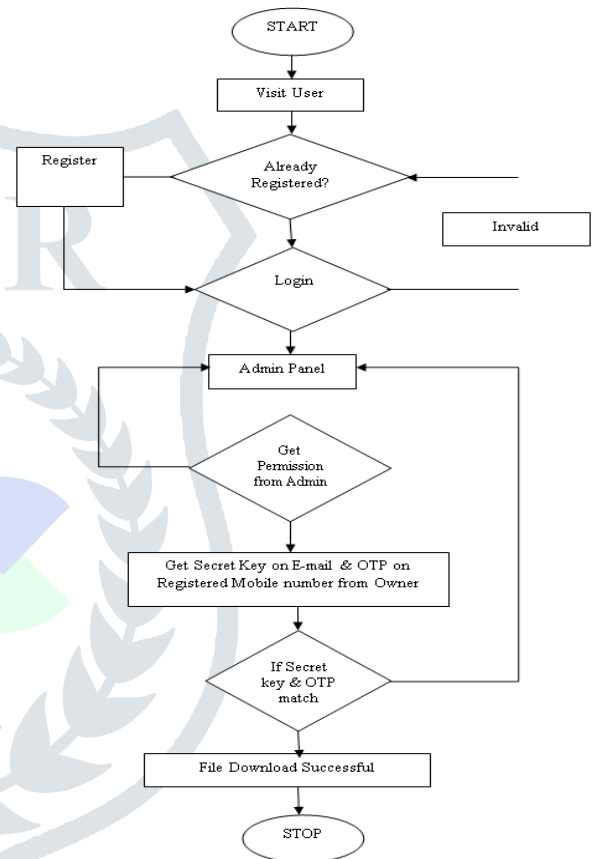 START
Visit User
Register
Already
Registered?
Invalid
Login
Admin Panel
Get
Permission
from Admin
Get Secret Key on E-mail & OTP on
Registered Mobile number from Owner
If Secret
key & OTP
match
File Download Successful
STOP
R